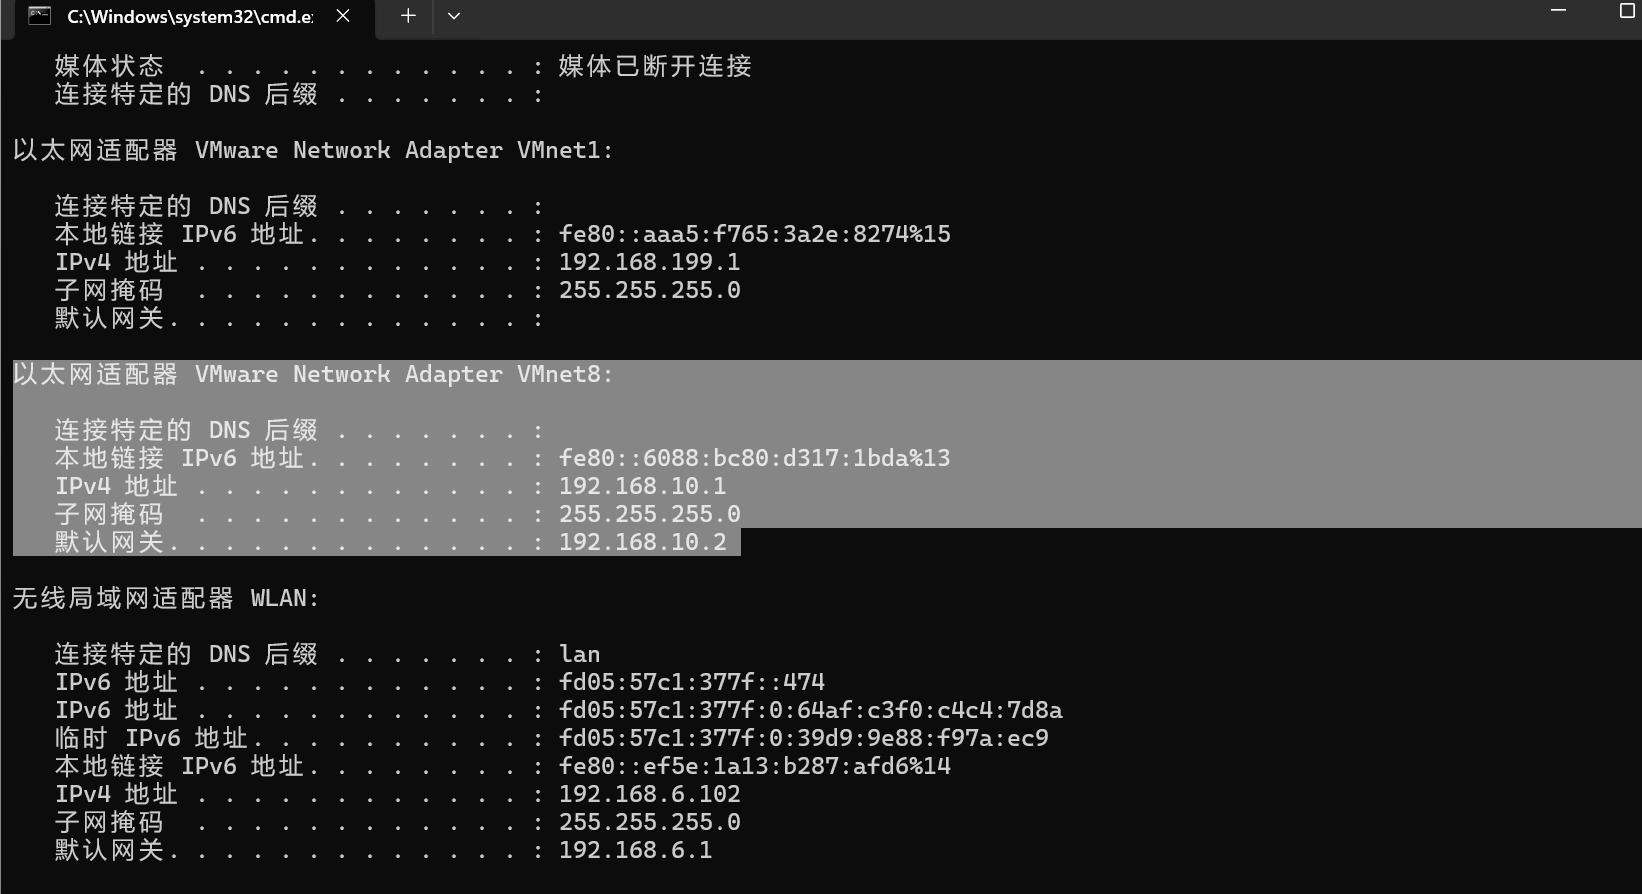 C:\Windows\system32\cmd.e
媒体状态  . . . . . . . . . . . . : 媒体已断开连接
连接特定的 DNS 后缀 . . . . . . . :
以太网适配器 VMware Network Adapter VMnet1:
连接特定的 DNS 后缀 . . . . . . . :
本地链接 IPv6 地址. . . . . . . . : fe80::aaa5:f765:3a2e:8274%15
IPv4 地址 . . . . . . . . . . . . : 192.168.199.1
子网掩码  . . . . . . . . . . . . : 255.255.255.0
默认网关. . . . . . . . . . . . . :
以太网适配器 VMware Network Adapter VMnet8:
连接特定的 DNS 后缀 . . . . . . . :
本地链接 IPv6 地址. . . . . . . . : fe80::6088:bc80:d317:1bda%13
IPv4 地址 . . . . . . . . . . . . : 192.168.10.1
子网掩码  . . . . . . . . . . . . : 255.255.255.0
默认网关. . . . . . . . . . . . . : 192.168.10.2
无线局域网适配器 WLAN:
连接特定的 DNS 后缀 . . . . . . . : lan
IPv6 地址 . . . . . . . . . . . . : fd05:57c1:377f::474
IPv6 地址 . . . . . . . . . . . . : fd05:57c1:377f:0:64af:c3f0:c4c4:7d8a
临时 IPv6 地址. . . . . . . . . . : fd05:57c1:377f:0:39d9:9e88:f97a:ec9
本地链接 IPv6 地址. . . . . . . . : fe80::ef5e:1a13:b287:afd6%14
IPv4 地址 . . . . . . . . . . . . : 192.168.6.102
子网掩码  . . . . . . . . . . . . : 255.255.255.0
默认网关. . . . . . . . . . . . . : 192.168.6.1